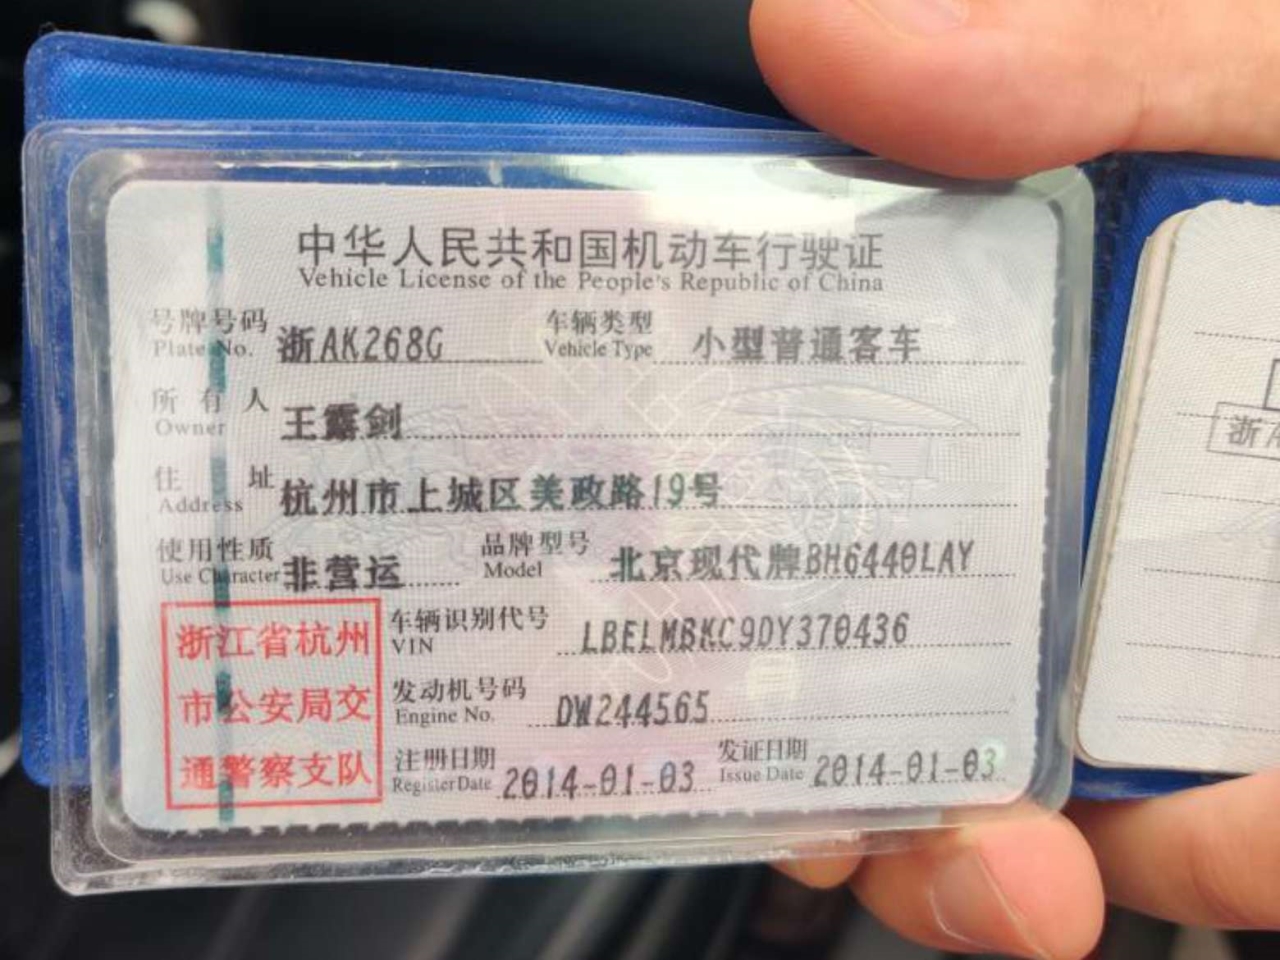 中华人民共和国机动车行驶证
Vehicle License of the People's Republic of China
号牌号码 浙AK268G 车辆类型 小型普通客车
Plate No. Vehicle Type
所有人 王露剑
Owner
住址 杭州市上城区美政路19号
Address
使用性质 非营运 品牌型号 北京现代牌BH6440LAY
Use Character Model
浙江省杭州
市公安局交
通警察支队
车辆识别代号 LBELMBKC9DY370436
VIN
发动机号码 DW244565
Engine No.
注册日期 2014-01-03 发证日期 2014-01-03
Register Date Issue Date
浙